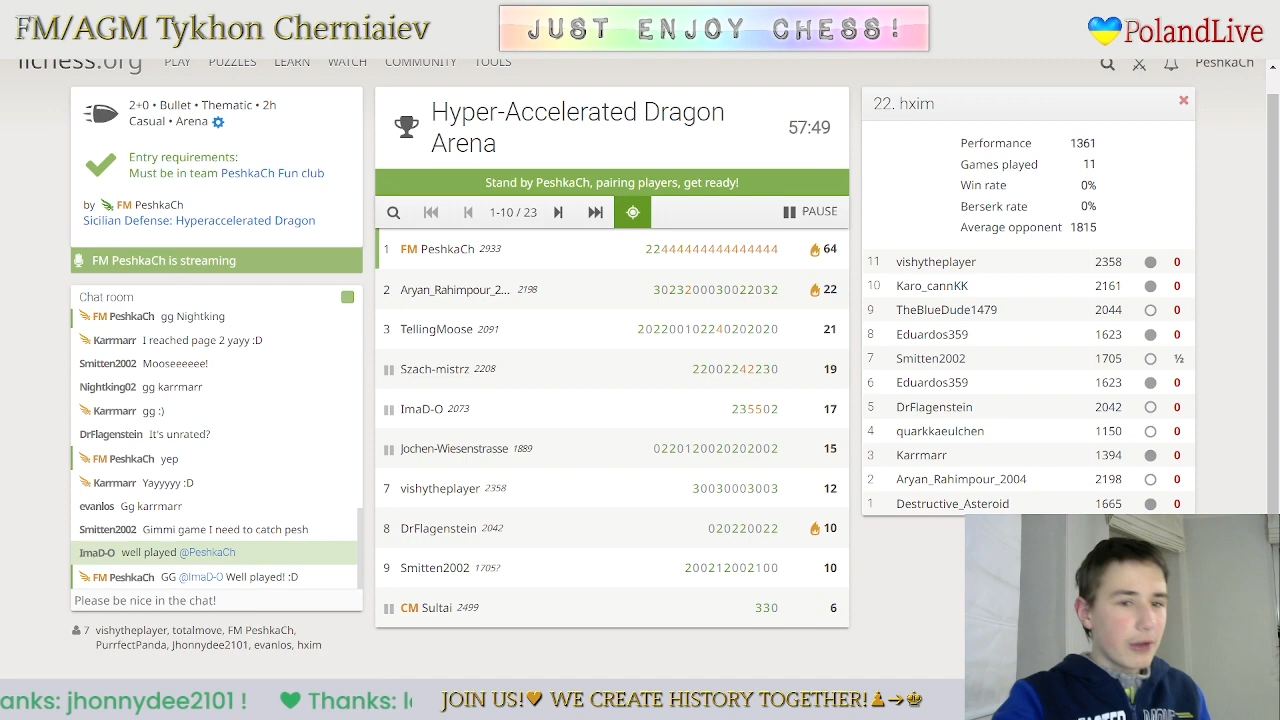 FM/AGM Tykhon Cherniaiev
JUST ENJOY CHESS!
PolandLive
lichess.org PLAY PUZZLES LEARN WATCH COMMUNITY TOOLS PeshkaCh
2+0 • Bullet • Thematic • 2h
Casual • Arena
Entry requirements:
Must be in team PeshkaCh Fun club
by FM PeshkaCh
Sicilian Defense: Hyperaccelerated Dragon
FM PeshkaCh is streaming
Chat room
FM PeshkaCh gg Nightking
Karrmarr I reached page 2 yayy :D
Smitten2002 Mooseeeeee!
Nightking02 gg karrmarr
Karrmarr gg :)
DrFlagenstein It's unrated?
FM PeshkaCh yep
Karrmarr Yayyyyy :D
evanlos Gg karrmarr
Smitten2002 Gimmi game I need to catch pesh
ImaD-O well played @PeshkaCh
FM PeshkaCh GG @ImaD-O Well played! :D
Please be nice in the chat!
7 vishytheplayer, totalmove, FM PeshkaCh,
PurrfectPanda, Jhonnydee2101, evanlos, hxim
Hyper-Accelerated Dragon
Arena
57:49
Stand by PeshkaCh, pairing players, get ready!
1-10 / 23 PAUSE
1 FM PeshkaCh 2933 22444444444444444 64
2 Aryan_Rahimpour_2... 2198 3023200030022032 22
3 TellingMoose 2091 202200102240202020 21
Szach-mistrz 2208 22002242230 19
ImaD-O 2073 235502 17
Jochen-Wiesenstrasse 1889 022012002020202 15
7 vishytheplayer 2358 30030003003 12
8 DrFlagenstein 2042 020220022 10
9 Smitten2002 1705? 200212002100 10
CM Sultai 2499 330 6
22. hxim
Performance 1361
Games played 11
Win rate 0%
Berserk rate 0%
Average opponent 1815
11 vishytheplayer 2358 0
10 Karo_cannKK 2161 0
9 TheBlueDude1479 2044 0
8 Eduardos359 1623 0
7 Smitten2002 1705 ½
6 Eduardos359 1623 0
5 DrFlagenstein 2042 0
4 quarkkaeulchen 1150 0
3 Karrmarr 1394 0
2 Aryan_Rahimpour_2004 2198 0
1 Destructive_Asteroid 1665 0
anks: jhonnydee2101 ! Thanks:
JOIN US! WE CREATE HISTORY TOGETHER!